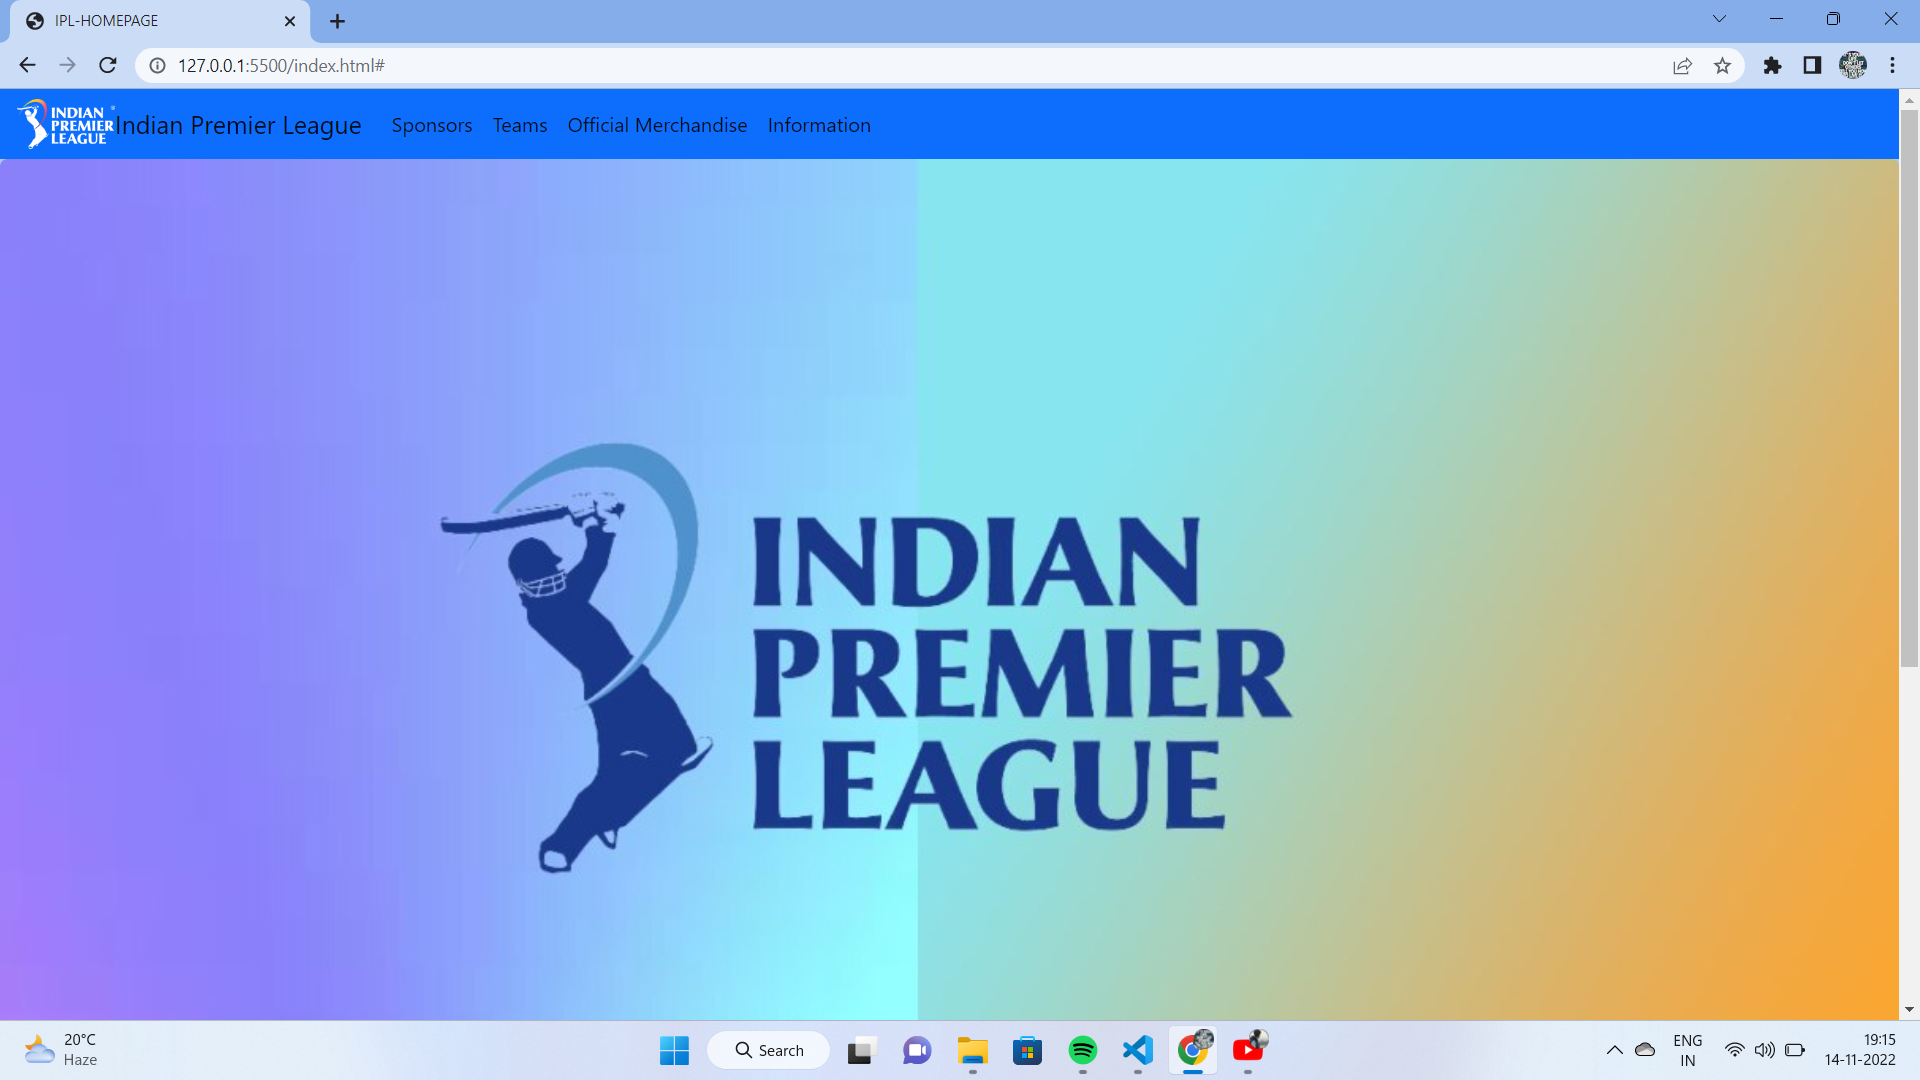 IPL-HOMEPAGE
127.0.0.1:5500/index.html#
INDIAN
PREMIER
LEAGUE
Indian Premier League
Sponsors
Teams
Official Merchandise
Information
INDIAN
PREMIER
LEAGUE
20°C
Haze
Search
ENG
IN
19:15
14-11-2022